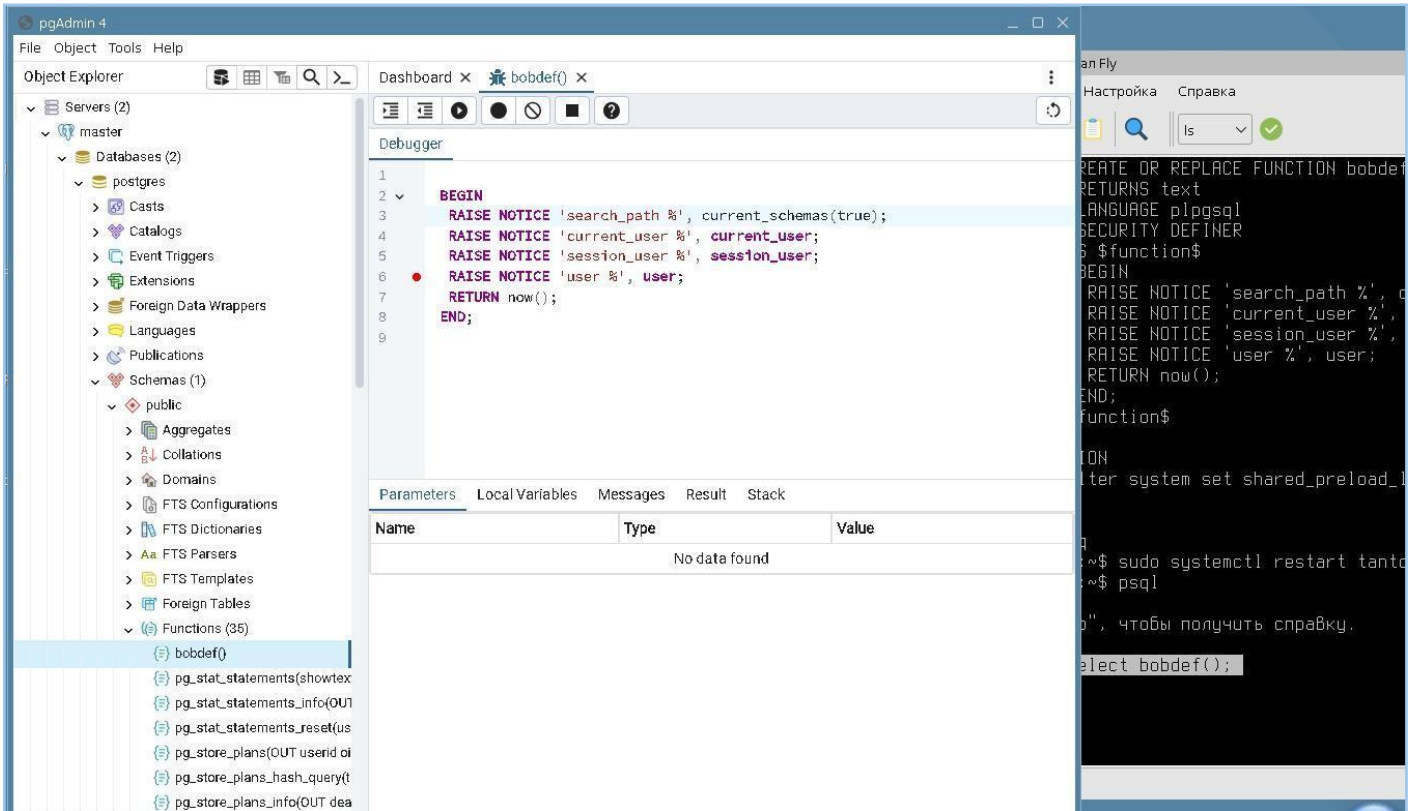 pgAdmin 4
File Object Tools Help
Object Explorer
Servers (2)
master
Databases (2)
postgres
Casts
Catalogs
Event Triggers
Extensions
Foreign Data Wrappers
Languages
Publications
Schemas (1)
public
Aggregates
Collations
Domains
FTS Configurations
FTS Dictionaries
Aa FTS Parsers
FTS Templates
Foreign Tables
Functions (35)
bobdef()
pg_stat_statements(showtex
pg_stat_statements_info(OUT
pg_stat_statements_reset(us
pg_store_plans(OUT userid oi
pg_store_plans_hash_query(t
pg_store_plans_info(OUT dea
Dashboard bobdef()
Debugger
1
2 BEGIN
3 RAISE NOTICE 'search_path %', current_schemas(true);
4 RAISE NOTICE 'current_user %', current_user;
5 RAISE NOTICE 'session_user %', session_user;
6 RAISE NOTICE 'user %', user;
7 RETURN now();
8 END;
9
Parameters Local Variables Messages Result Stack
Name Type Value
No data found
ал Fly
Настройка Справка
ls
REATE OR REPLACE FUNCTION bobdef
RETURNS text
LANGUAGE plpgsql
SECURITY DEFINER
S $function$
BEGIN
RAISE NOTICE 'search_path %', c
RAISE NOTICE 'current_user %',
RAISE NOTICE 'session_user %',
RAISE NOTICE 'user %', user;
RETURN now();
END;
function$
ION
lter system set shared_preload_l
q
:~$ sudo systemctl restart tanto
:~$ psql
p", чтобы получить справку.
elect bobdef();